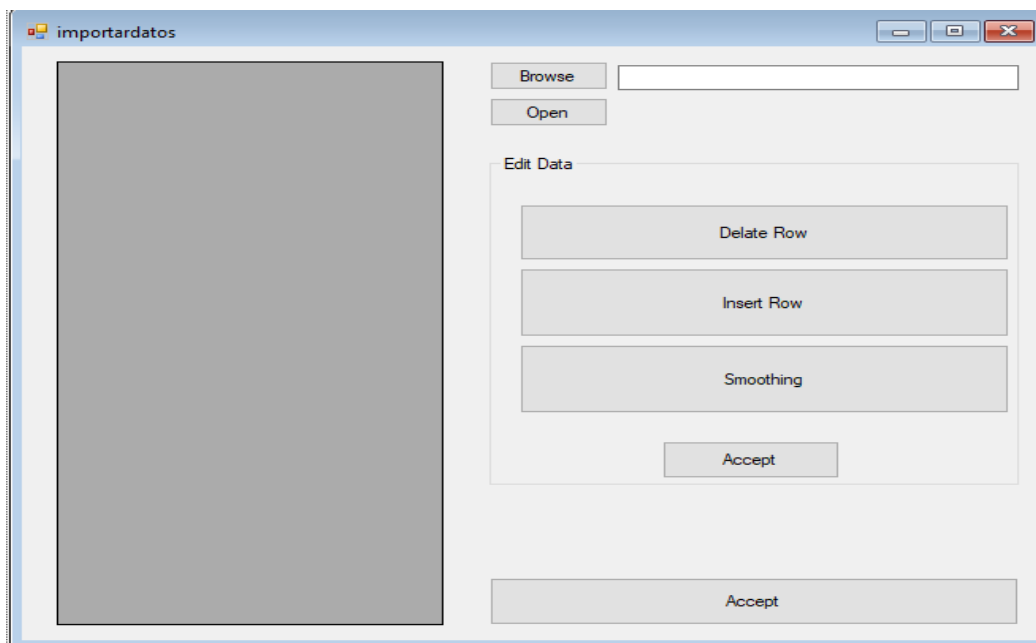 importardatos
Browse
Open
Edit Data
Delate Row
Insert Row
Smoothing
Accept
Accept